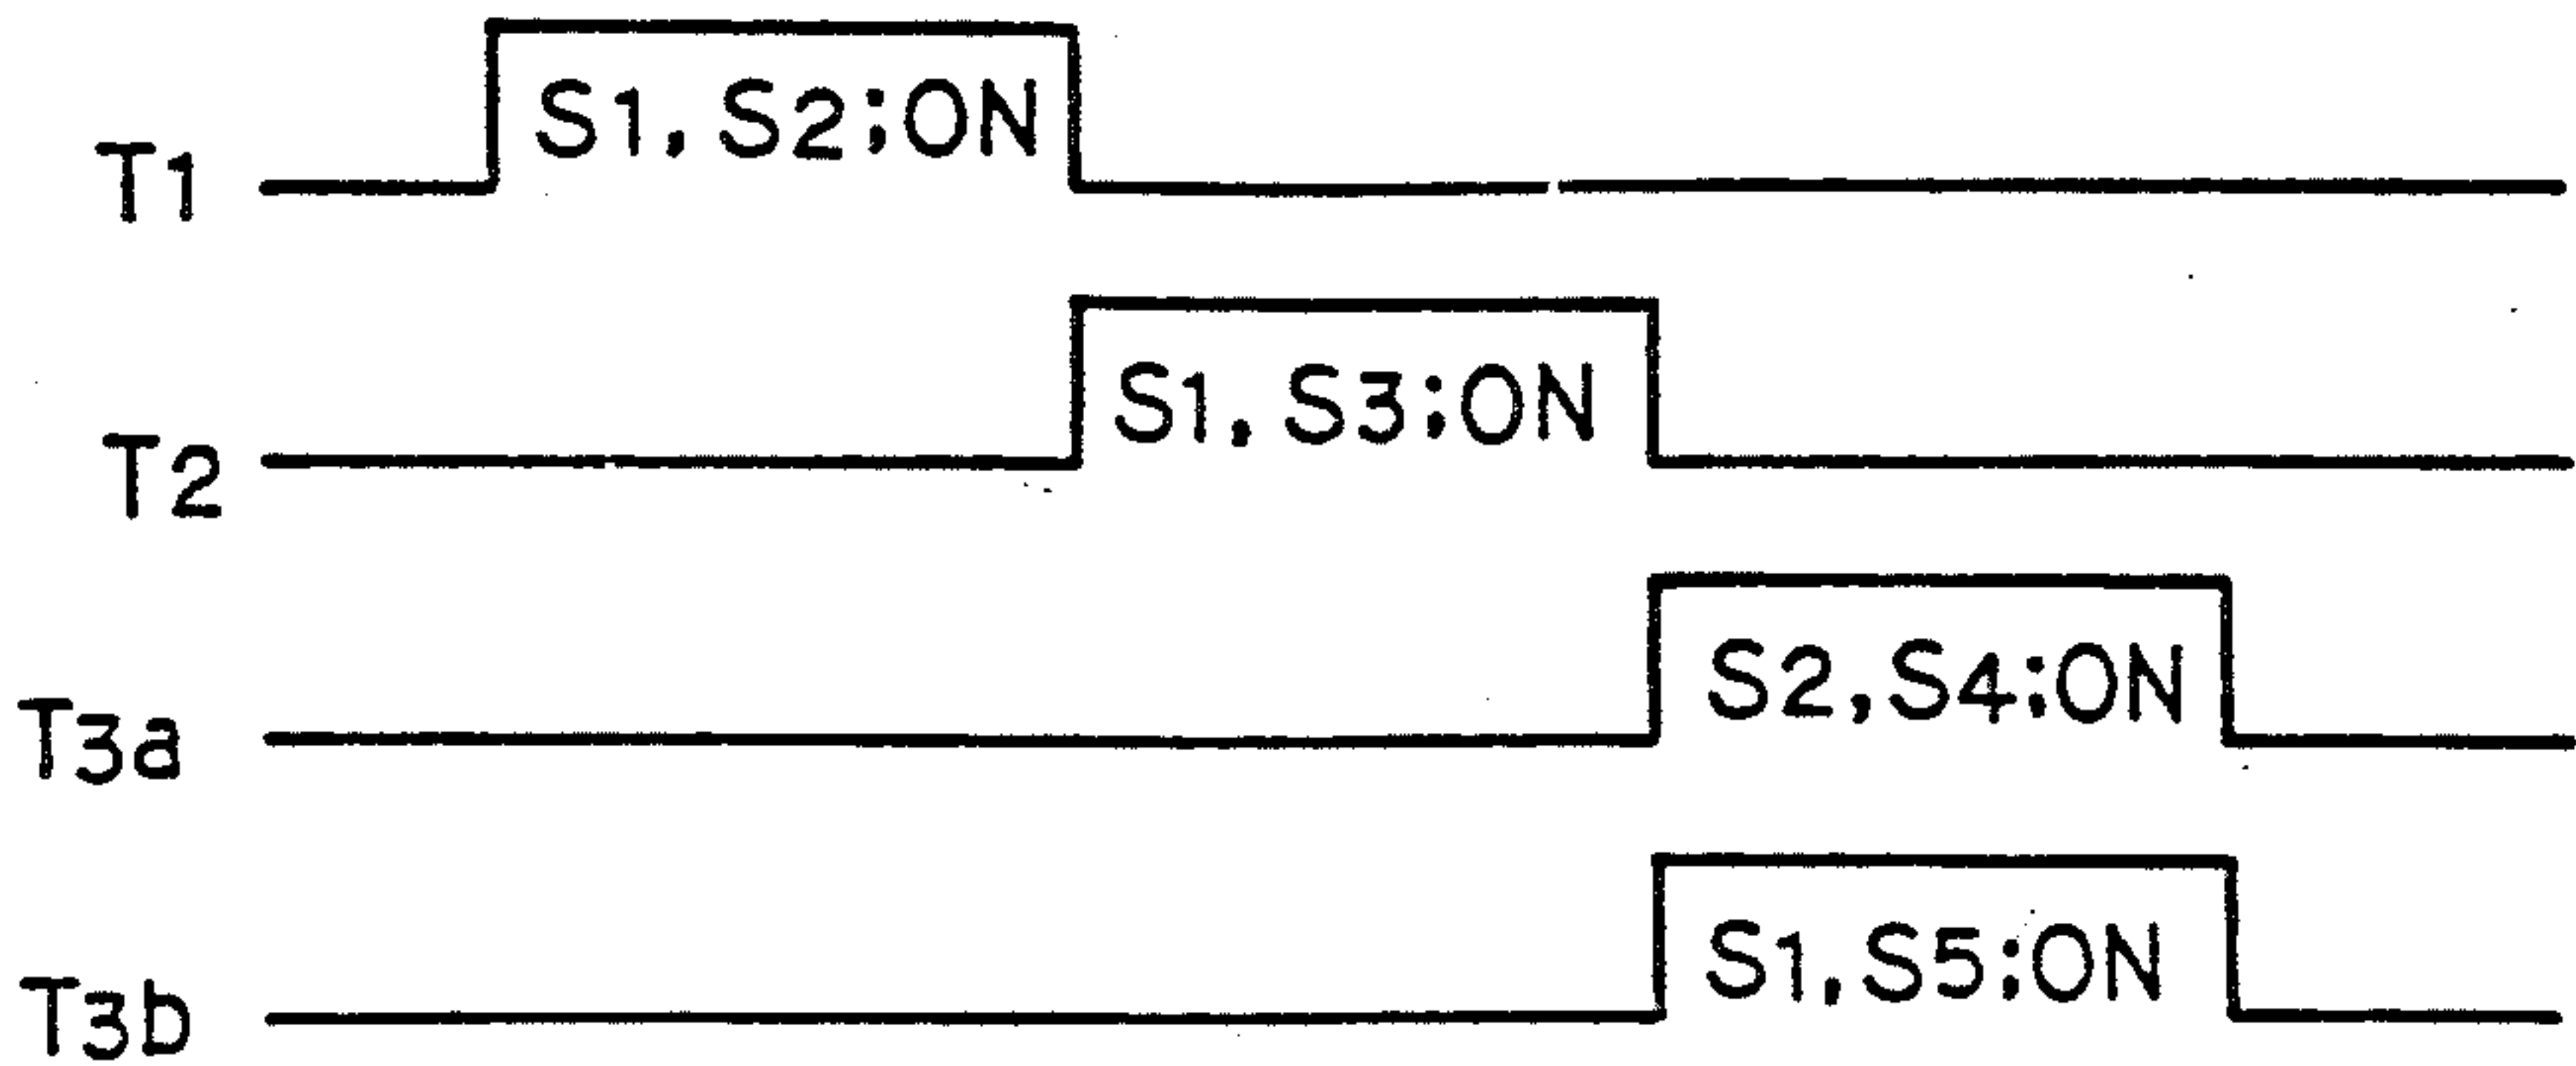 S1, S2;ON
T1
S1, S3;ON
T2
S2,S4;ON
T3a
S1,S5;ON
T3b